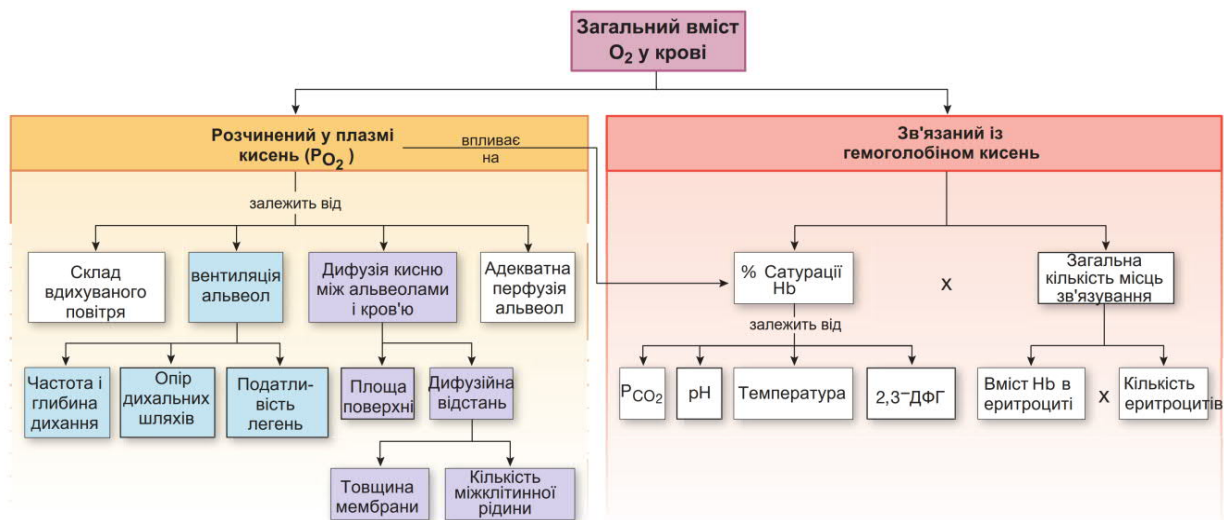 Загальний вміст
O2 у крові
Розчинений у плазмі
кисень (PO2 )
впливає
на
Зв'язаний із
гемоголобіном кисень
залежить від
Склад
вдихуваного
повітря
вентиляція
альвеол
Дифузія кисню
між альвеолами
і кров'ю
Адекватна
перфузія
альвеол
% Сатурації
Hb
x
Загальна
кількість місць
зв'язування
залежить від
Частота і
глибина
дихання
Опір
дихальних
шляхів
Податли-
вість
легень
Площа
поверхні
Дифузійна
відстань
PCO2
pH
Температура
2,3–ДФГ
Вміст Hb в
еритроциті
x
Кількість
еритроцитів
Товщина
мембрани
Кількість
міжклітинної
рідини